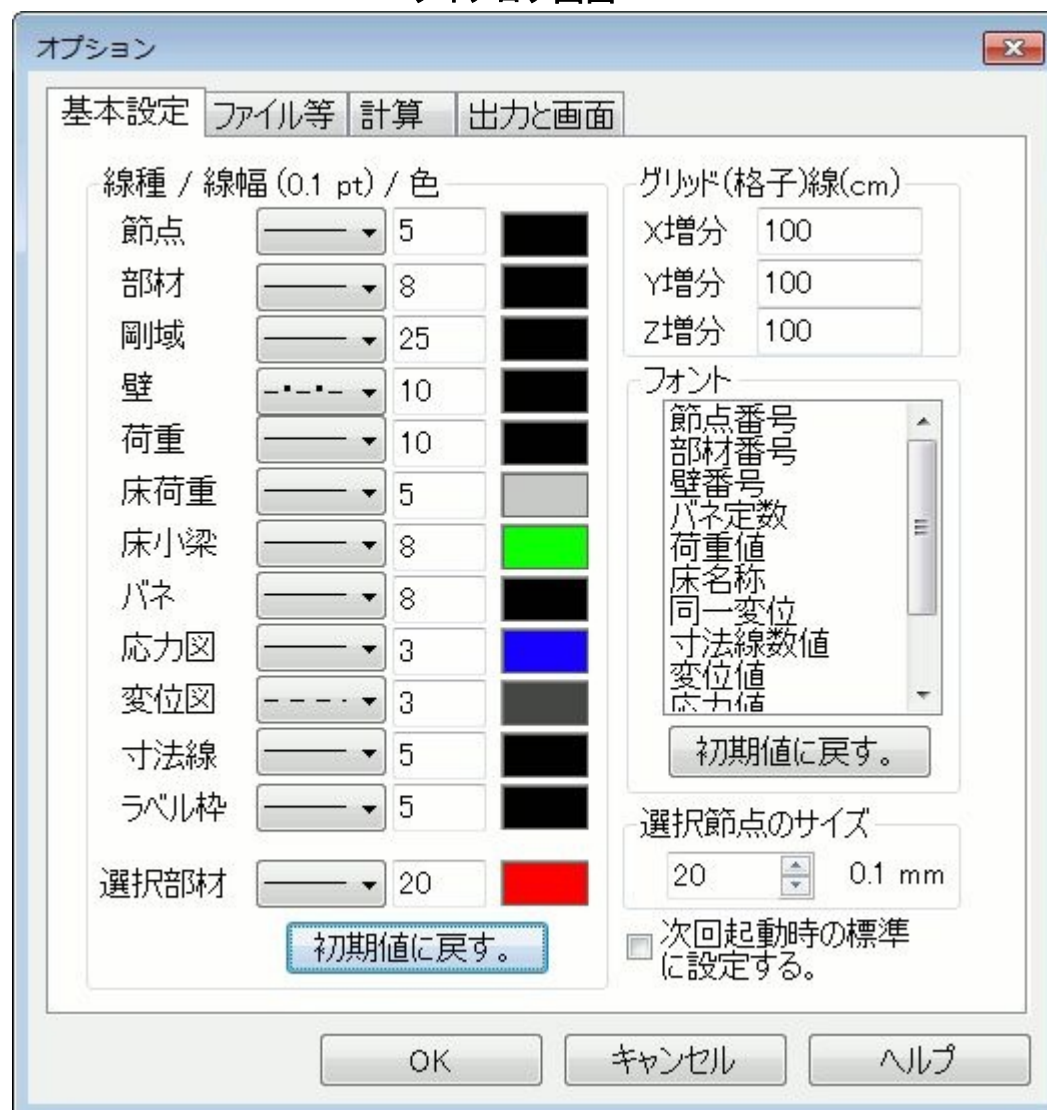 オプション
基本設定 ファイル等 計算 出力と画面
線種 / 線幅 (0.1 pt) / 色
節点 5
部材 8
剛域 25
壁 10
荷重 10
床荷重 5
床小梁 8
バネ 8
応力図 3
変位図 3
寸法線 5
ラベル枠 5
選択部材 20
初期値に戻す。
グリッド(格子)線(cm)
X増分 100
Y増分 100
Z増分 100
フォント
節点番号
部材番号
壁番号
バネ定数
荷重値
床名称
同一変位
寸法線数値
変位値
応力値
初期値に戻す。
選択節点のサイズ
20 0.1 mm
次回起動時の標準
に設定する。
OK キャンセル ヘルプ